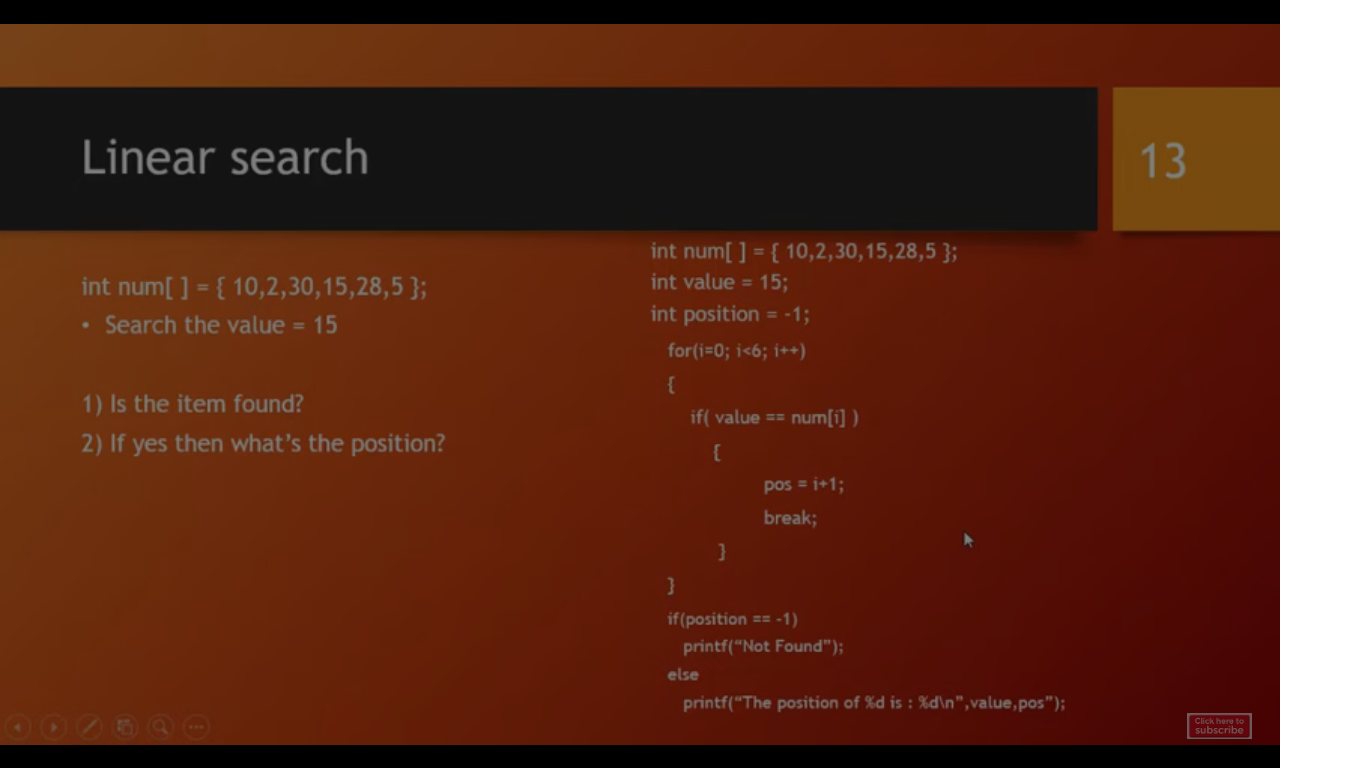 Linear search
13
int num[ ] = { 10,2,30,15,28,5 };
• Search the value = 15
1) Is the item found?
2) If yes then what’s the position?
int num[ ] = { 10,2,30,15,28,5 };
int value = 15;
int position = -1;
for(i=0; i<6; i++)
{
if( value == num[i] )
{
pos = i+1;
break;
}
}
if(position == -1)
printf(“Not Found”);
else
printf(“The position of %d is : %d\n”,value,pos”);
Click here to
subscribe